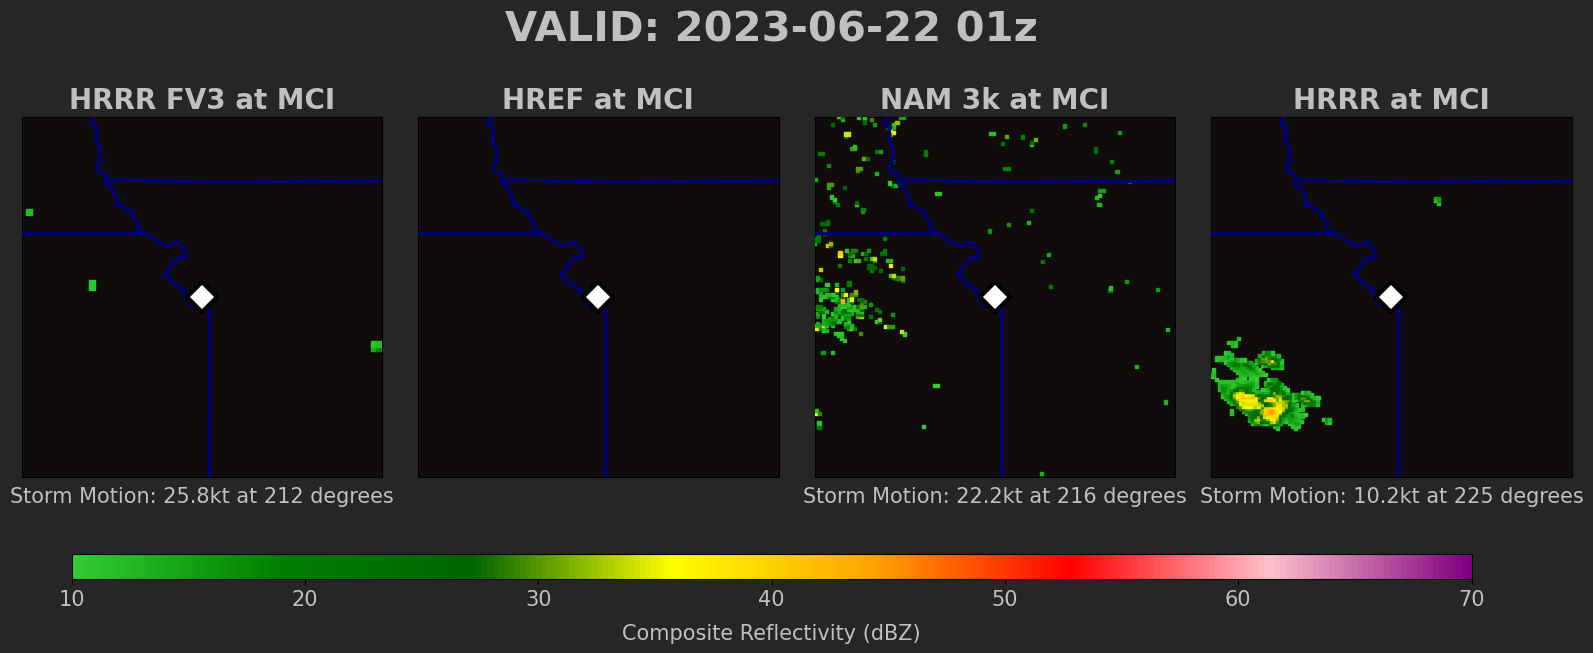 VALID: 2023-06-22 01z
HRRR FV3 at MCI
HREF at MCI
NAM 3k at MCI
HRRR at MCI
Storm Motion: 25.8kt at 212 degrees
Storm Motion: 22.2kt at 216 degrees
Storm Motion: 10.2kt at 225 degrees
10 20 30 40 50 60 70
Composite Reflectivity (dBZ)